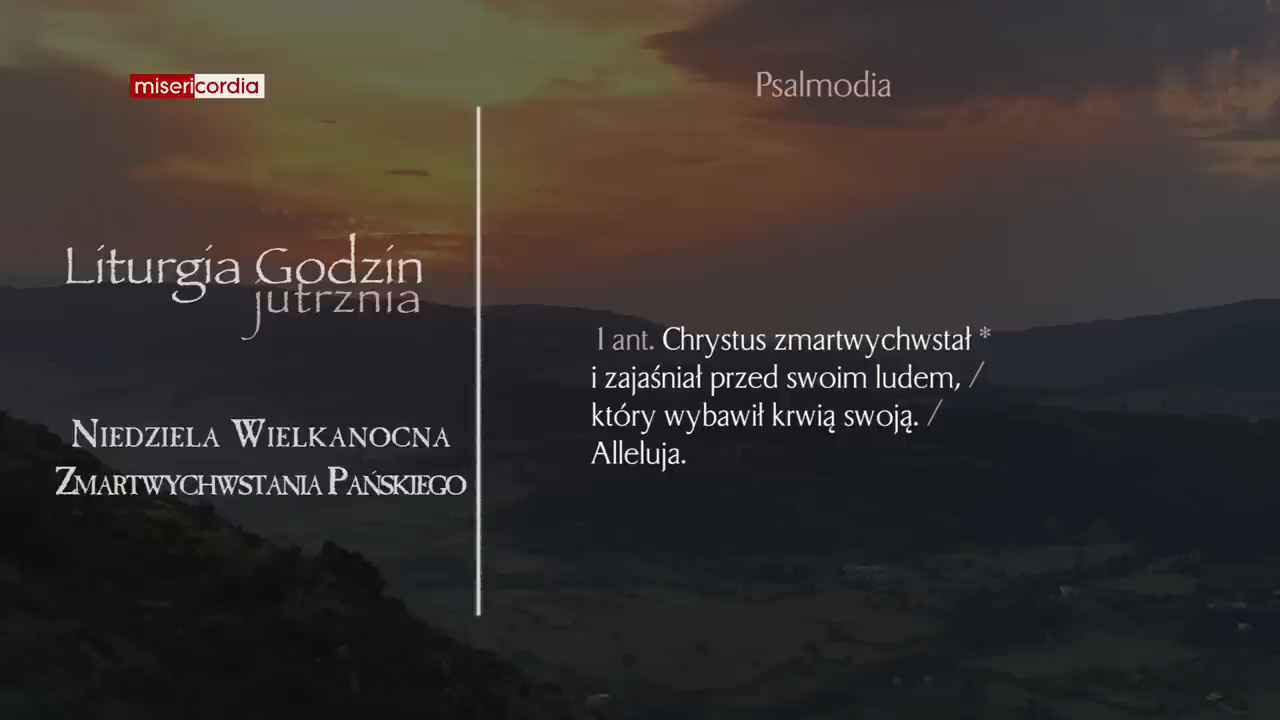 misericordia
Liturgia Godzin
jutrznia
Niedziela Wielkanocna
Zmartwychwstania Pańskiego
Psalmodia
1 ant. Chrystus zmartwychwstał *
i zajaśniał przed swoim ludem, /
który wybawił krwią swoją. /
Alleluja.